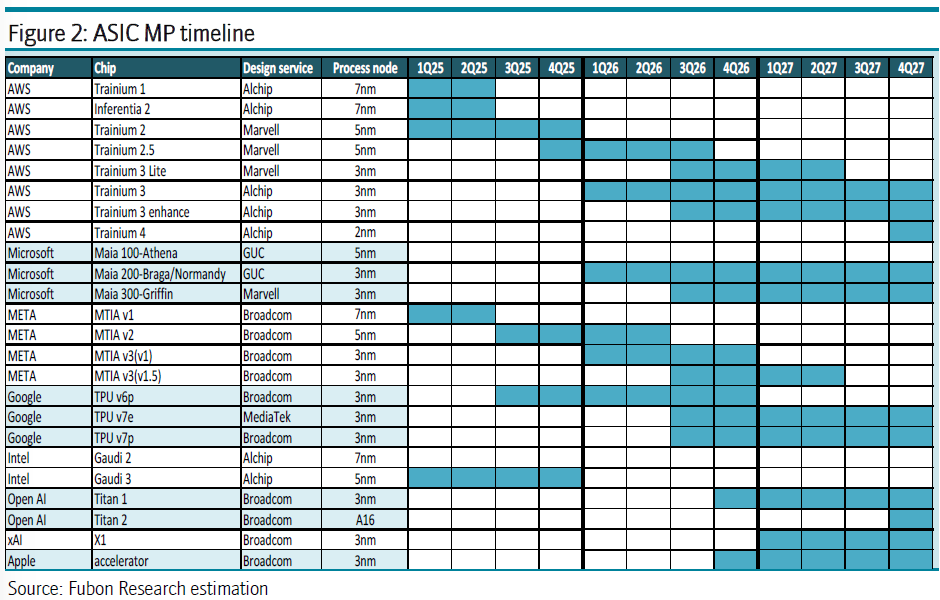 Figure 2: ASIC MP timeline
Company Chip Design service Process node 1Q25 2Q25 3Q25 4Q25 1Q26 2Q26 3Q26 4Q26 1Q27 2Q27 3Q27 4Q27
AWS Trainium 1 Alchip 7nm
AWS Inferentia 2 Alchip 7nm
AWS Trainium 2 Marvell 5nm
AWS Trainium 2.5 Marvell 5nm
AWS Trainium 3 Lite Marvell 3nm
AWS Trainium 3 Alchip 3nm
AWS Trainium 3 enhance Alchip 3nm
AWS Trainium 4 Alchip 2nm
Microsoft Maia 100-Athena GUC 5nm
Microsoft Maia 200-Braga/Normandy GUC 3nm
Microsoft Maia 300-Griffin Marvell 3nm
META MTIA v1 Broadcom 7nm
META MTIA v2 Broadcom 5nm
META MTIA v3(v1) Broadcom 3nm
META MTIA v3(v1.5) Broadcom 3nm
Google TPU v6p Broadcom 3nm
Google TPU v7e MediaTek 3nm
Google TPU v7p Broadcom 3nm
Intel Gaudi 2 Alchip 7nm
Intel Gaudi 3 Alchip 5nm
Open AI Titan 1 Broadcom 3nm
Open AI Titan 2 Broadcom A16
xAI X1 Broadcom 3nm
Apple accelerator Broadcom 3nm
Source: Fubon Research estimation